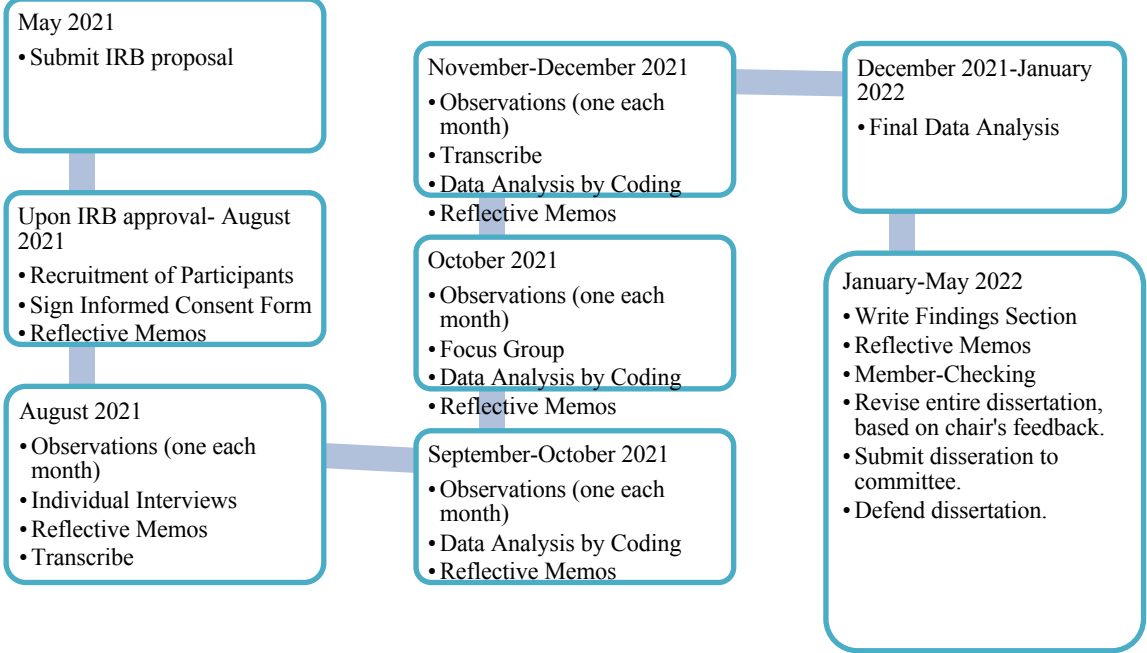 May 2021
• Submit IRB proposal
Upon IRB approval- August
2021
• Recruitment of Participants
• Sign Informed Consent Form
• Reflective Memos
August 2021
• Observations (one each
month)
• Individual Interviews
• Reflective Memos
• Transcribe
September-October 2021
• Observations (one each
month)
• Data Analysis by Coding
• Reflective Memos
October 2021
• Observations (one each
month)
• Focus Group
• Data Analysis by Coding
• Reflective Memos
November-December 2021
• Observations (one each
month)
• Transcribe
• Data Analysis by Coding
• Reflective Memos
December 2021-January
2022
• Final Data Analysis
January-May 2022
• Write Findings Section
• Reflective Memos
• Member-Checking
• Revise entire dissertation,
based on chair's feedback.
• Submit disseration to
committee.
• Defend dissertation.